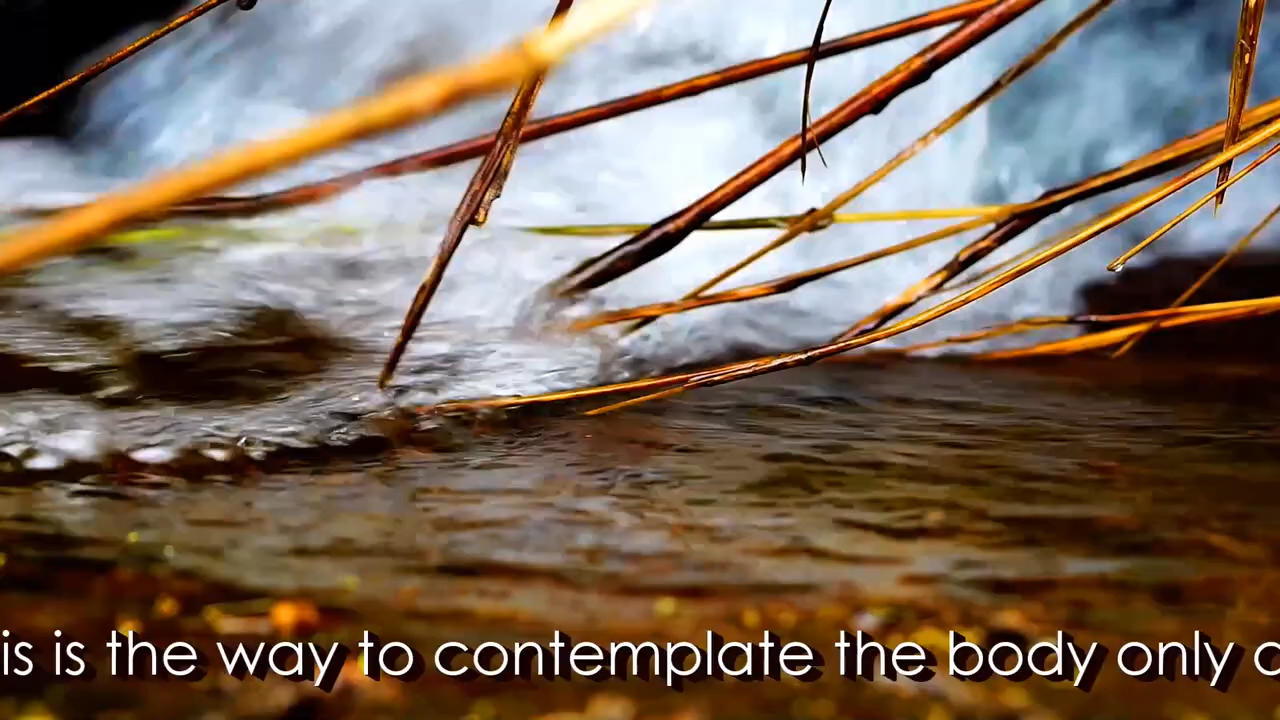 is is the way to contemplate the body only